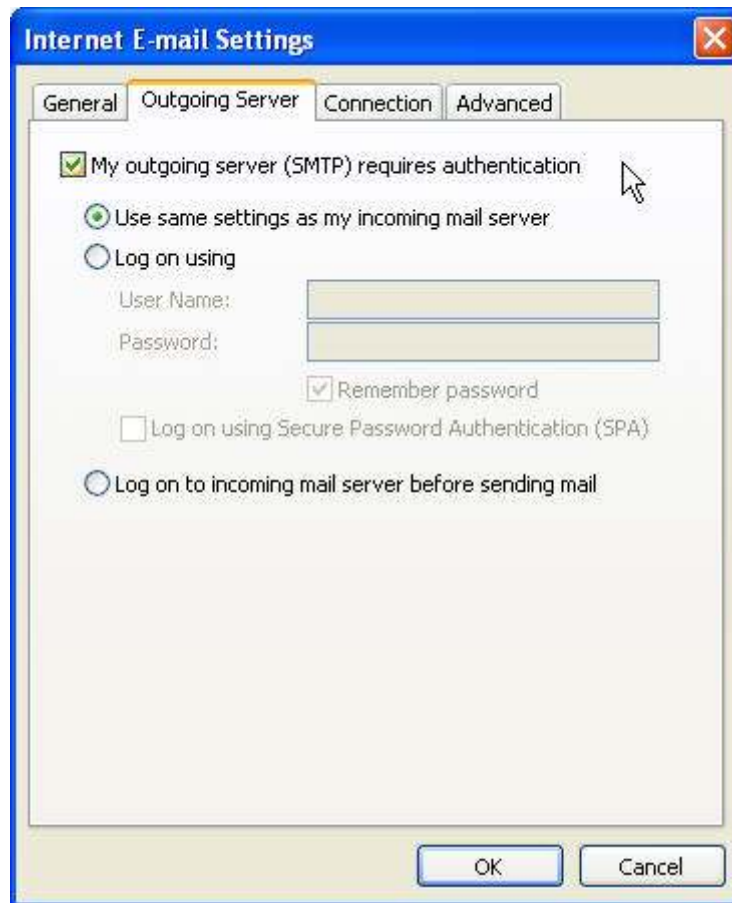 Internet E-mail Settings
General Outgoing Server Connection Advanced
My outgoing server (SMTP) requires authentication
Use same settings as my incoming mail server
Log on using
User Name:
Password:
Remember password
Log on using Secure Password Authentication (SPA)
Log on to incoming mail server before sending mail
OK Cancel